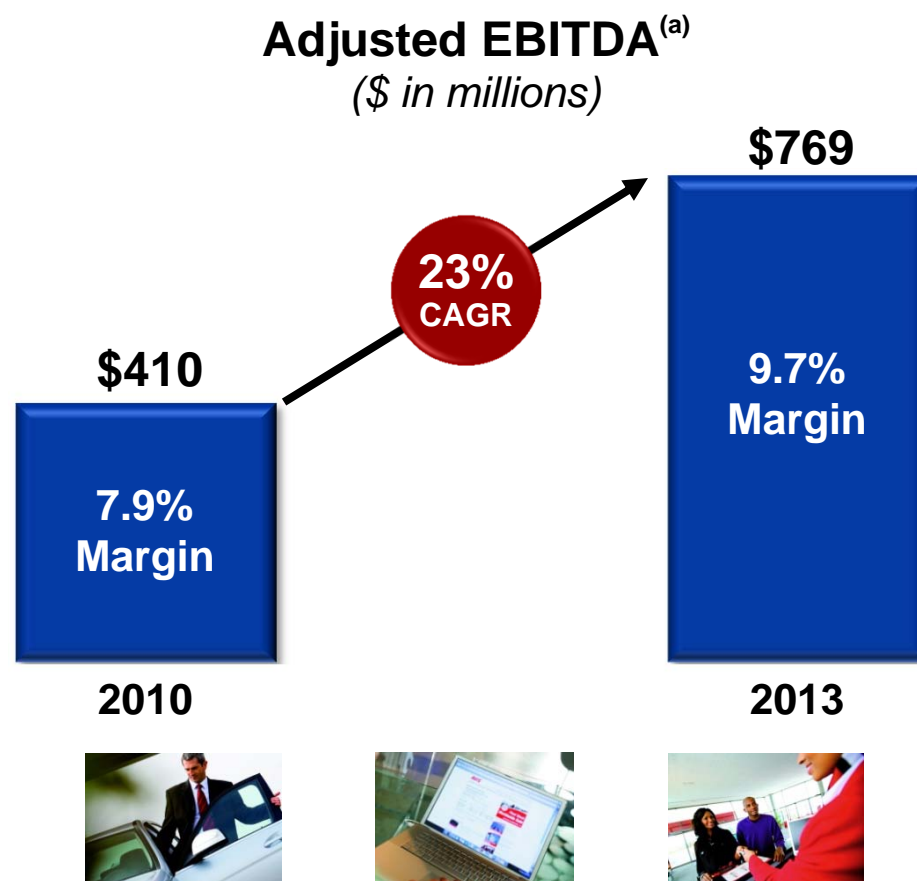 Adjusted EBITDA(a)
($ in millions)
$769
23%
CAGR
$410
9.7%
Margin
7.9%
Margin
2010
2013